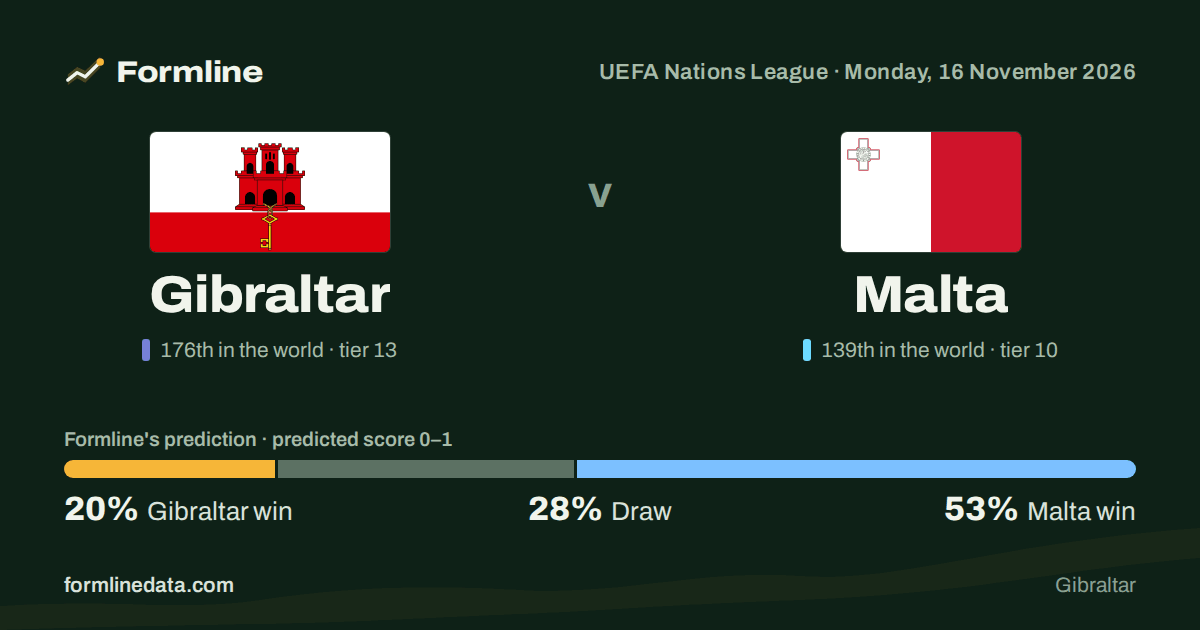 Formline
UEFA Nations League · Monday, 16 November 2026
v
Gibraltar
176th in the world · tier 13
Malta
139th in the world · tier 10
Formline's prediction · predicted score 0–1
20% Gibraltar win
28% Draw
53% Malta win
formlinedata.com
Gibraltar